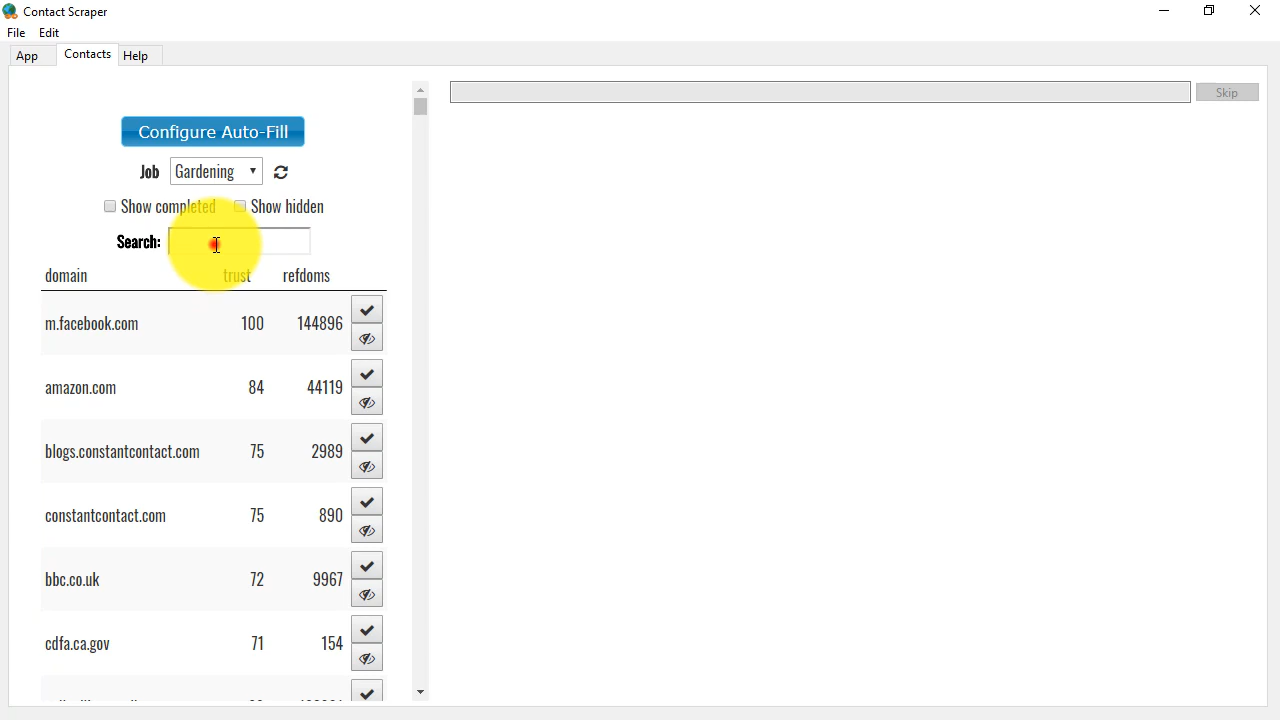 Contact Scraper
File Edit
App Contacts Help
Skip
Configure Auto-Fill
Job Gardening
Show completed Show hidden
Search:
domain trust refdoms
m.facebook.com 100 144896
amazon.com 84 44119
blogs.constantcontact.com 75 2989
constantcontact.com 75 890
bbc.co.uk 72 9967
cdfa.ca.gov 71 154